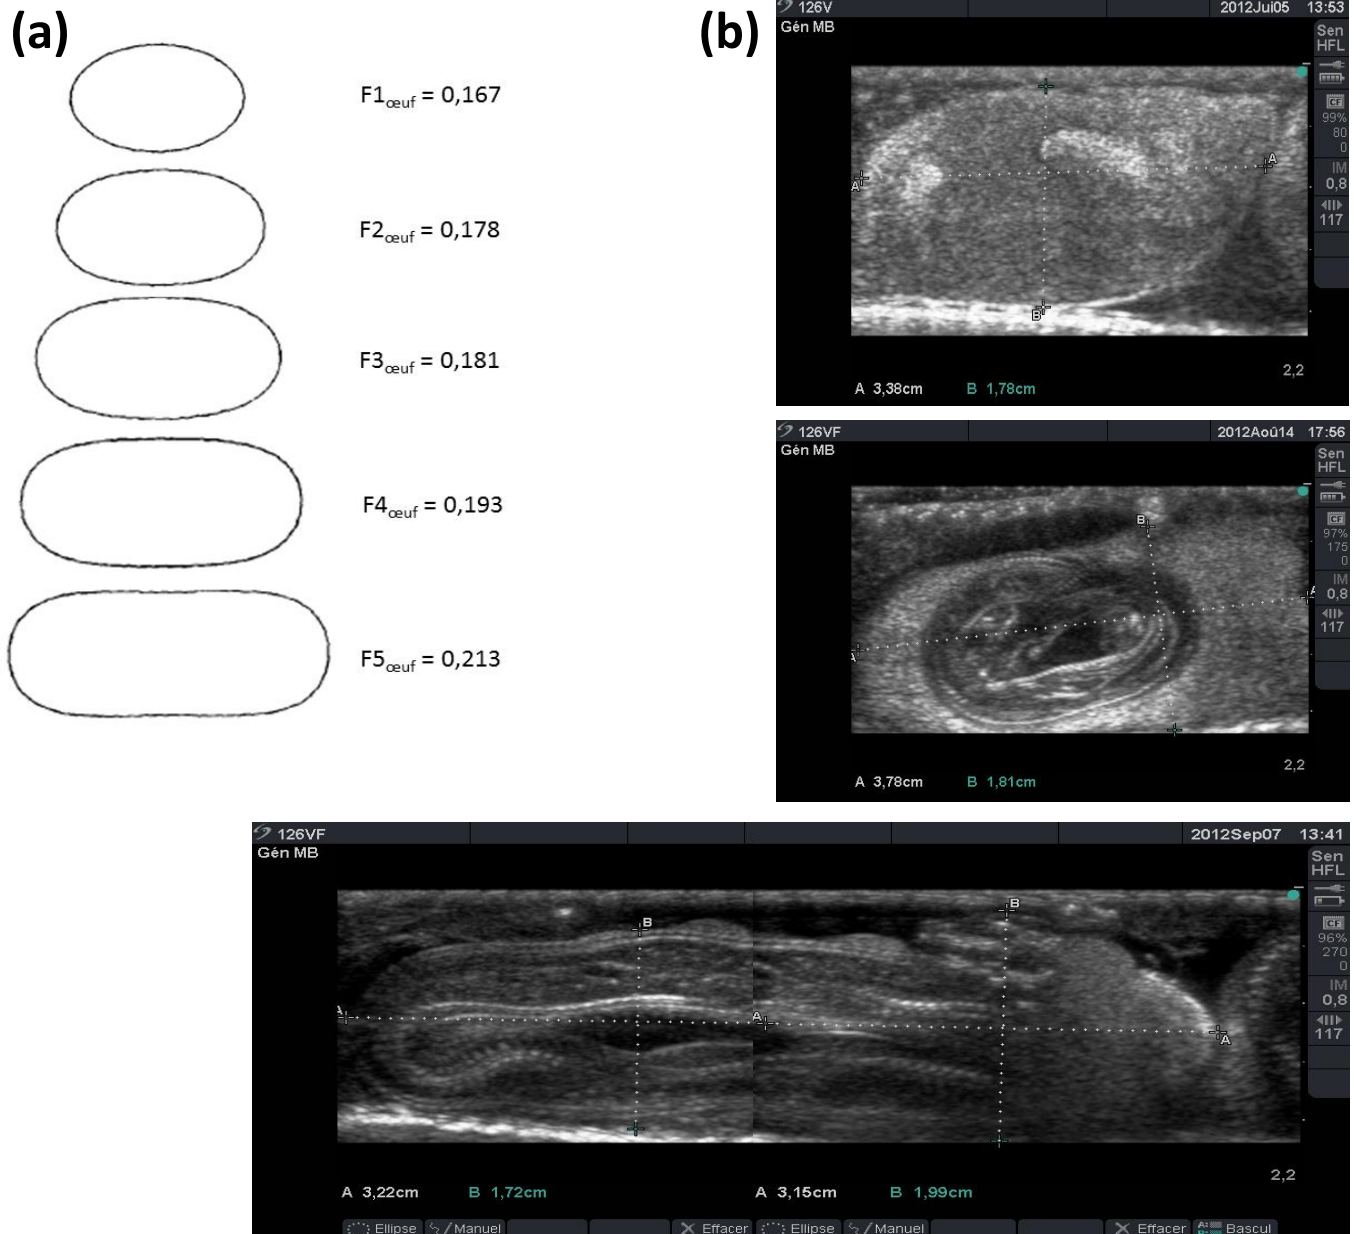 (a)
F1œuf = 0,167
F2œuf = 0,178
F3œuf = 0,181
F4œuf = 0,193
F5œuf = 0,213
(b)
126V 2012Jui05 13:53
Gén MB
Sen
HFL
CF
99%
80
0
IM
0,8
117
A
A
B
2,2
A 3,38cm B 1,78cm
126VF 2012Aoû14 17:56
Gén MB
Sen
HFL
CF
97%
175
0
IM
0,8
117
B
A
A
2,2
A 3,78cm B 1,81cm
126VF 2012Sep07 13:41
Gén MB
Sen
HFL
CF
96%
270
0
IM
0,8
117
B
B
A
A
A
2,2
A 3,22cm B 1,72cm A 3,15cm B 1,99cm
Ellipse /Manuel Effacer Ellipse /Manuel Effacer Bascul